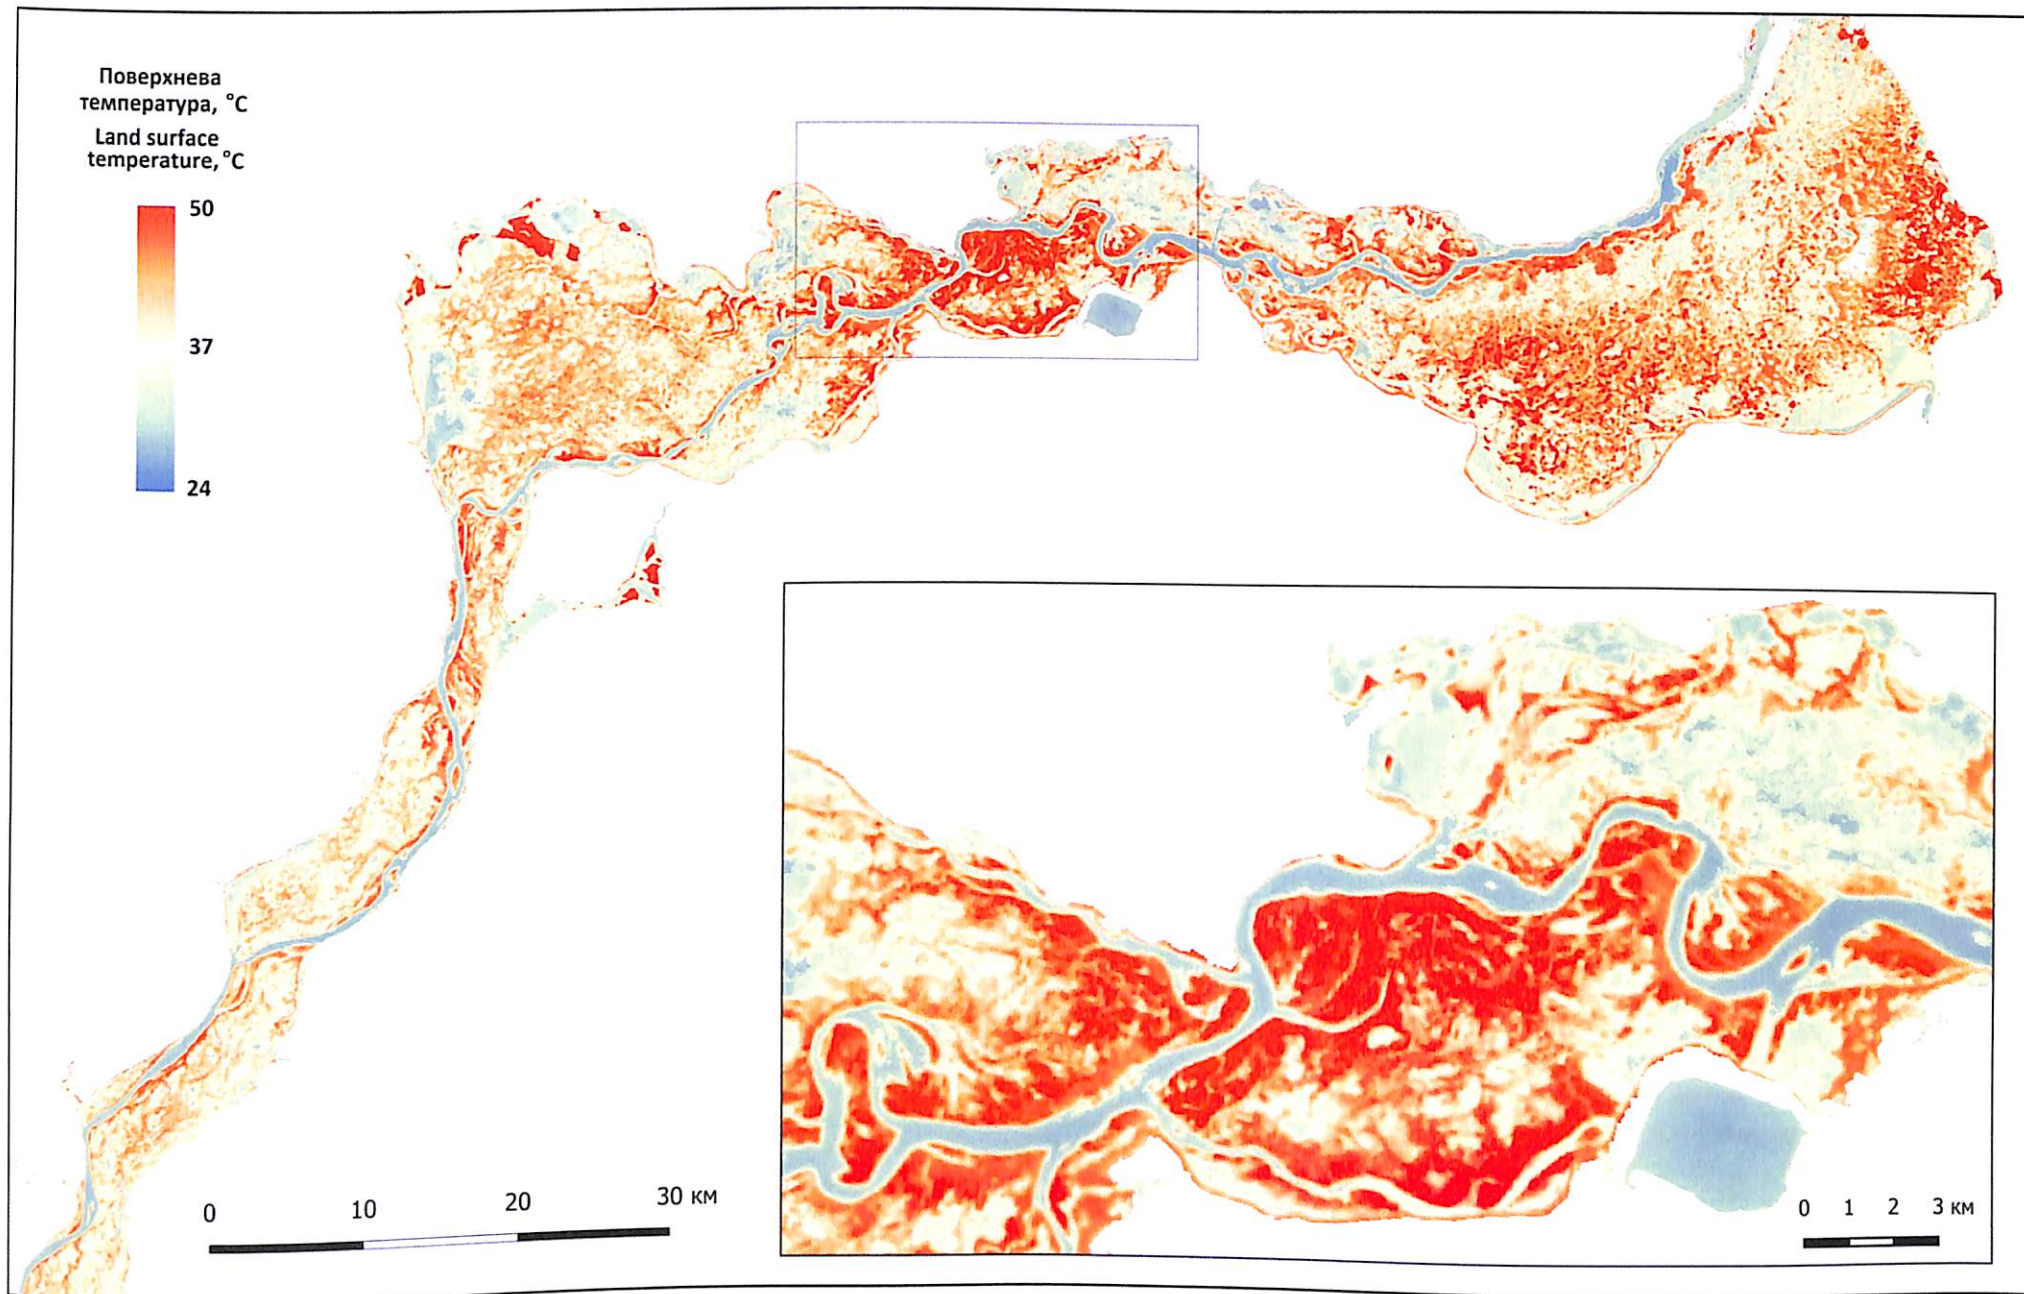 Поверхнева
температура, °C
Land surface
temperature, °C
50
37
24
0 10 20 30 км
0 1 2 3 км